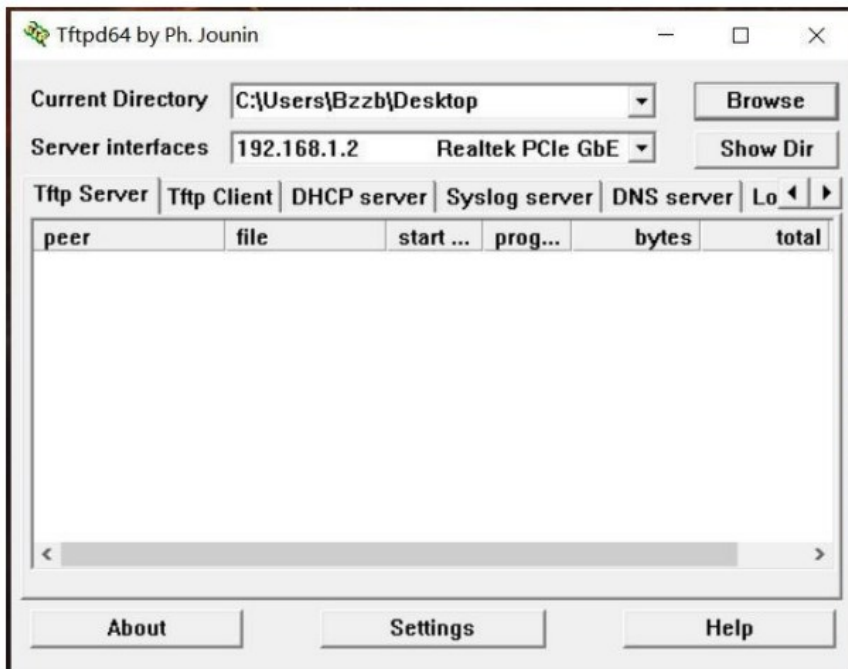 Tftpd64 by Ph. Jounin
Current Directory C:\Users\Bzzb\Desktop Browse
Server interfaces 192.168.1.2 Realtek PCIe GbE Show Dir
Tftp Server Tftp Client DHCP server Syslog server DNS server Lo
peer file start ... prog... bytes total
About Settings Help